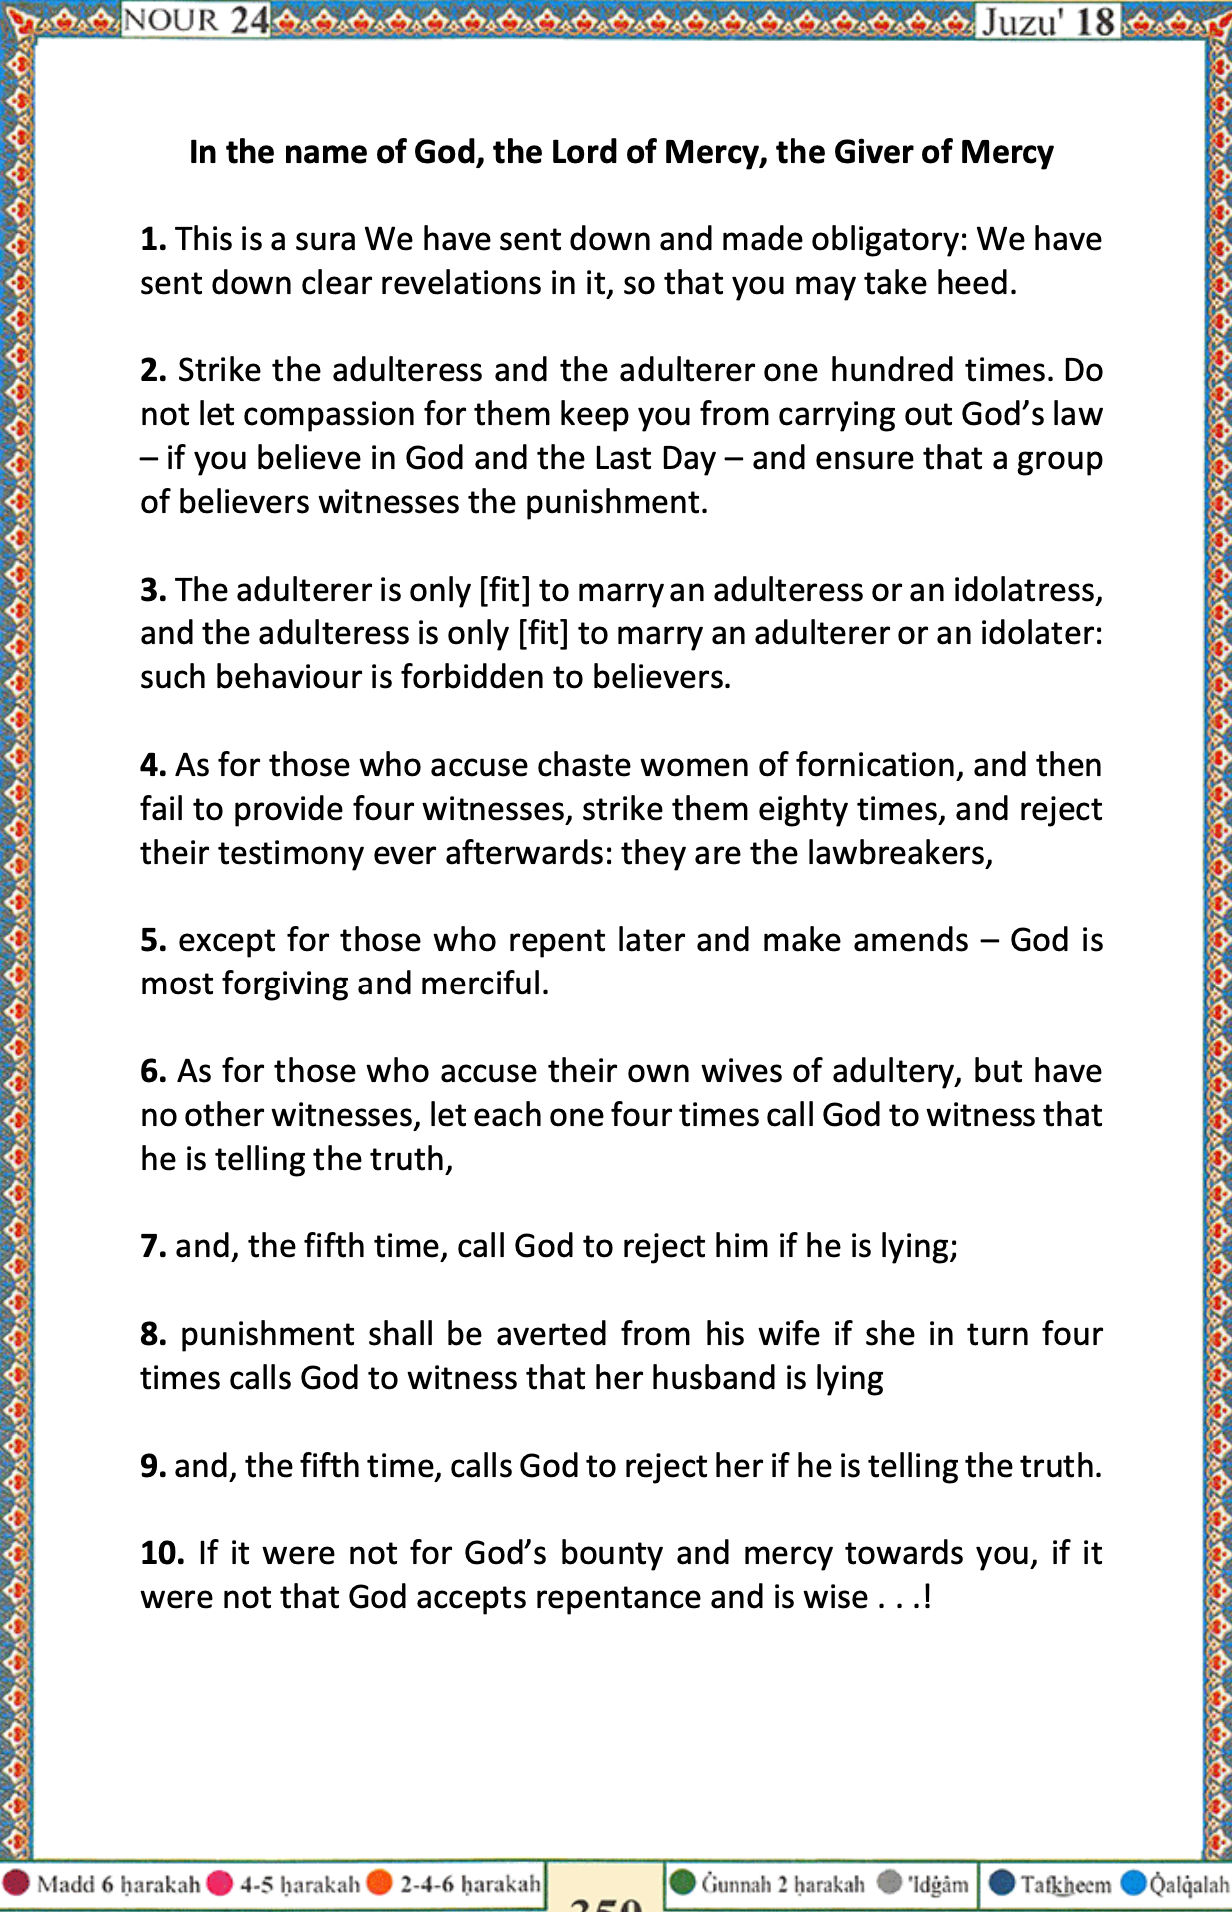 NOUR 24 Juzu' 18
In the name of God, the Lord of Mercy, the Giver of Mercy
1. This is a sura We have sent down and made obligatory: We have
sent down clear revelations in it, so that you may take heed.
2. Strike the adulteress and the adulterer one hundred times. Do
not let compassion for them keep you from carrying out God’s law
– if you believe in God and the Last Day – and ensure that a group
of believers witnesses the punishment.
3. The adulterer is only [fit] to marry an adulteress or an idolatress,
and the adulteress is only [fit] to marry an adulterer or an idolater:
such behaviour is forbidden to believers.
4. As for those who accuse chaste women of fornication, and then
fail to provide four witnesses, strike them eighty times, and reject
their testimony ever afterwards: they are the lawbreakers,
5. except for those who repent later and make amends – God is
most forgiving and merciful.
6. As for those who accuse their own wives of adultery, but have
no other witnesses, let each one four times call God to witness that
he is telling the truth,
7. and, the fifth time, call God to reject him if he is lying;
8. punishment shall be averted from his wife if she in turn four
times calls God to witness that her husband is lying
9. and, the fifth time, calls God to reject her if he is telling the truth.
10. If it were not for God’s bounty and mercy towards you, if it
were not that God accepts repentance and is wise . . .!
Madd 6 ḥarakah 4-5 ḥarakah 2-4-6 ḥarakah Ġunnah 2 ḥarakah 'Idġâm Tafkheem Q̇alq̇alah
350